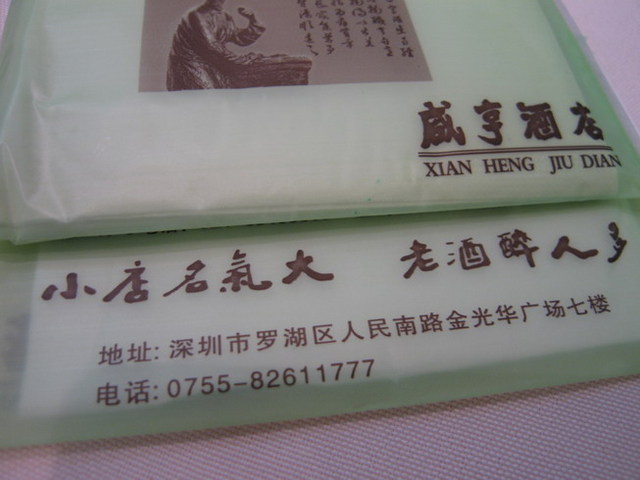 咸亨酒店
XIAN HENG JIU DIAN
小店名氣大 老酒醉人多
地址: 深圳市罗湖区人民南路金光华广场七楼
电话: 0755-82611777